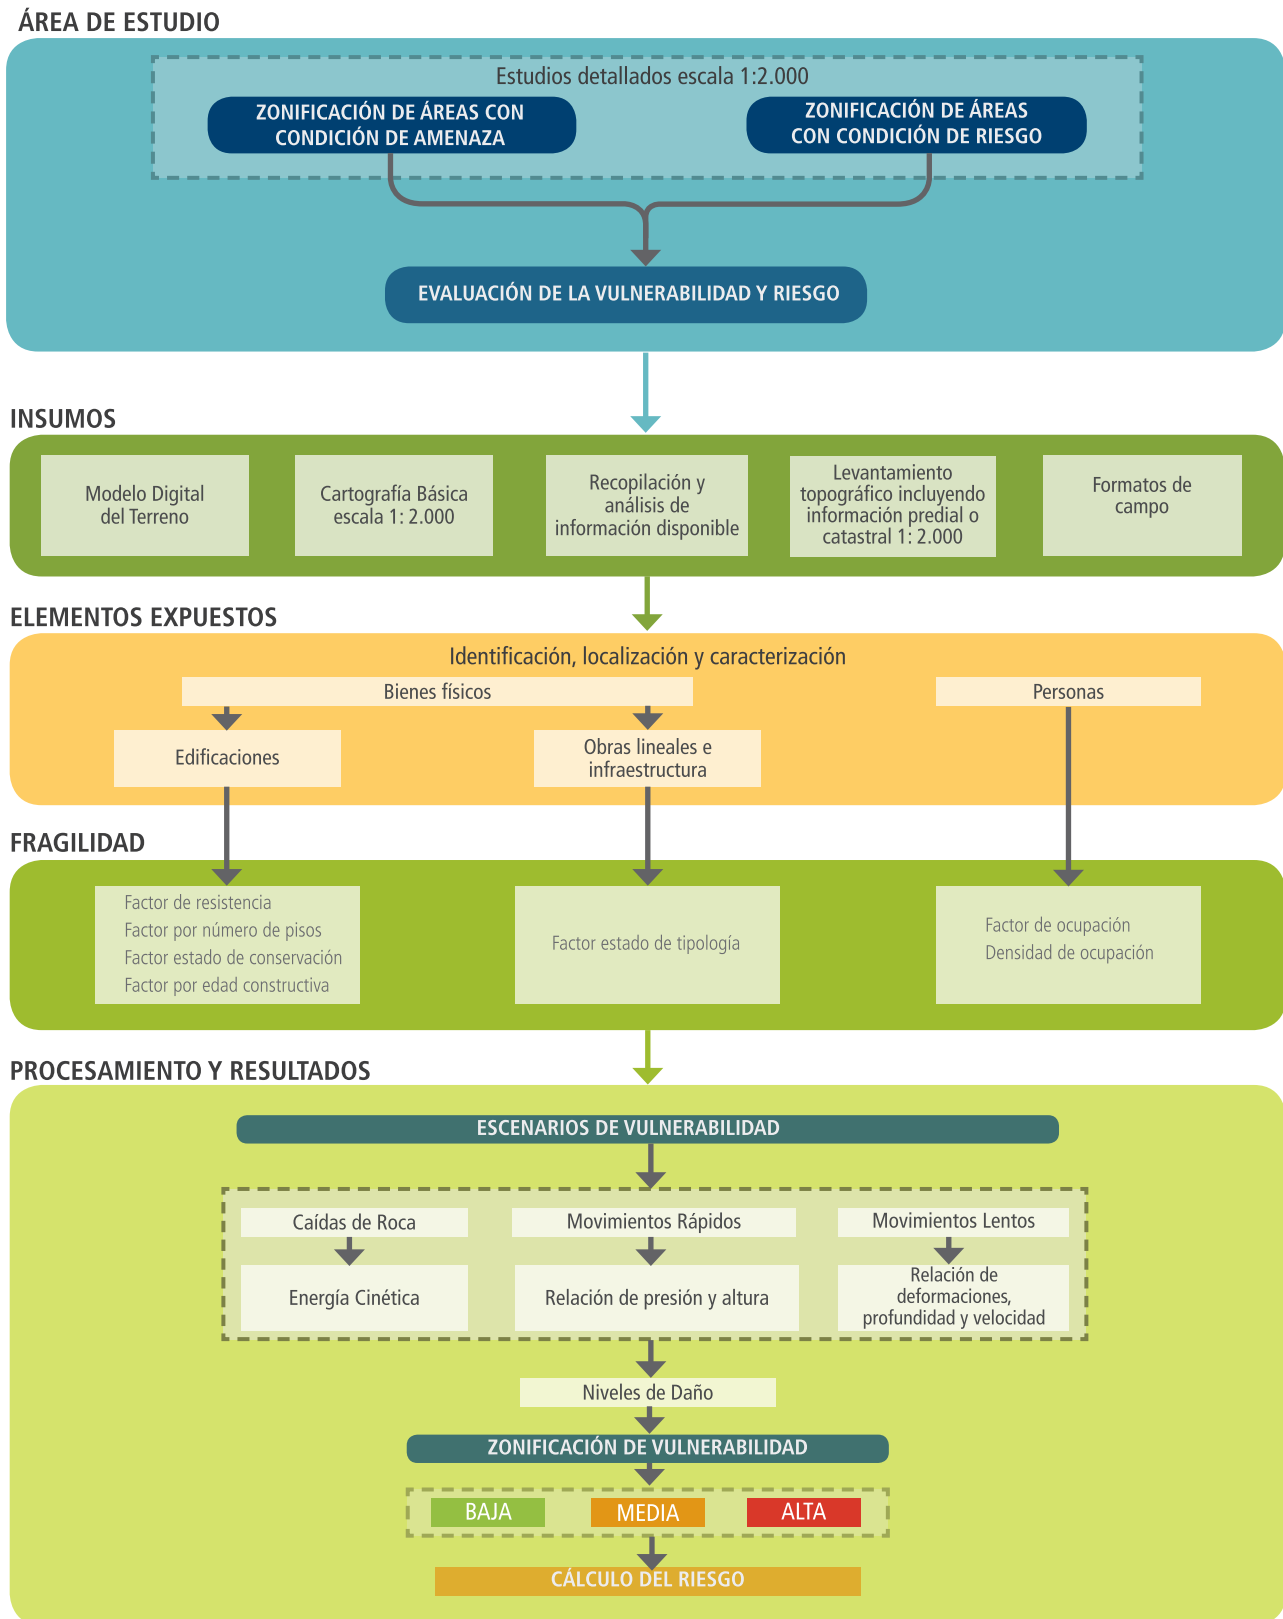 ÁREA DE ESTUDIO
Estudios detallados escala 1:2.000
ZONIFICACIÓN DE ÁREAS CON
CONDICIÓN DE AMENAZA
ZONIFICACIÓN DE ÁREAS
CON CONDICIÓN DE RIESGO
EVALUACIÓN DE LA VULNERABILIDAD Y RIESGO
INSUMOS
Modelo Digital
del Terreno
Cartografía Básica
escala 1: 2.000
Recopilación y
análisis de
información disponible
Levantamiento
topográfico incluyendo
información predial o
catastral 1: 2.000
Formatos de
campo
ELEMENTOS EXPUESTOS
Identificación, localización y caracterización
Bienes físicos
Personas
Edificaciones
Obras lineales e
infraestructura
FRAGILIDAD
Factor de resistencia
Factor por número de pisos
Factor estado de conservación
Factor por edad constructiva
Factor estado de tipología
Factor de ocupación
Densidad de ocupación
PROCESAMIENTO Y RESULTADOS
ESCENARIOS DE VULNERABILIDAD
Caídas de Roca
Movimientos Rápidos
Movimientos Lentos
Energía Cinética
Relación de presión y altura
Relación de
deformaciones,
profundidad y velocidad
Niveles de Daño
ZONIFICACIÓN DE VULNERABILIDAD
BAJA
MEDIA
ALTA
CÁLCULO DEL RIESGO